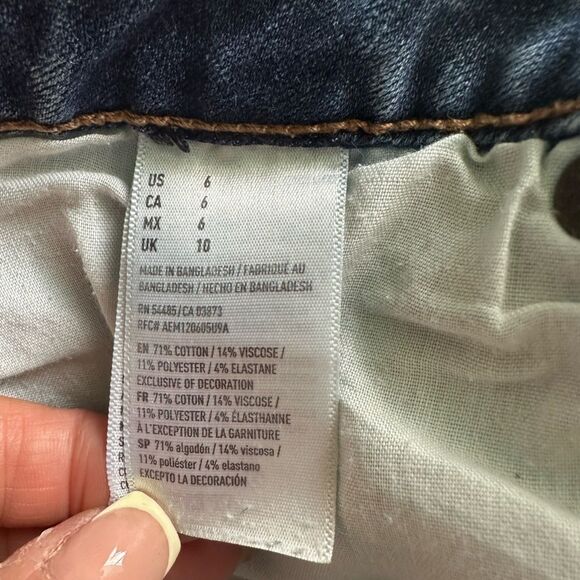 US 6
CA 6
MX 6
UK 10
MADE IN BANGLADESH / FABRIQUÉ AU
BANGLADESH / HECHO EN BANGLADESH
RN 54485/CA 03873
RFC# AEM120605U9A
EN 71% COTTON / 14% VISCOSE /
11% POLYESTER / 4% ELASTANE
EXCLUSIVE OF DECORATION
FR 71% COTON / 14% VISCOSE /
11% POLYESTER / 4% ÉLASTHANNE
À L'EXCEPTION DE LA GARNITURE
SP 71% algodón / 14% viscosa /
11% poliéster / 4% elastano
EXCEPTO LA DECORACIÓN